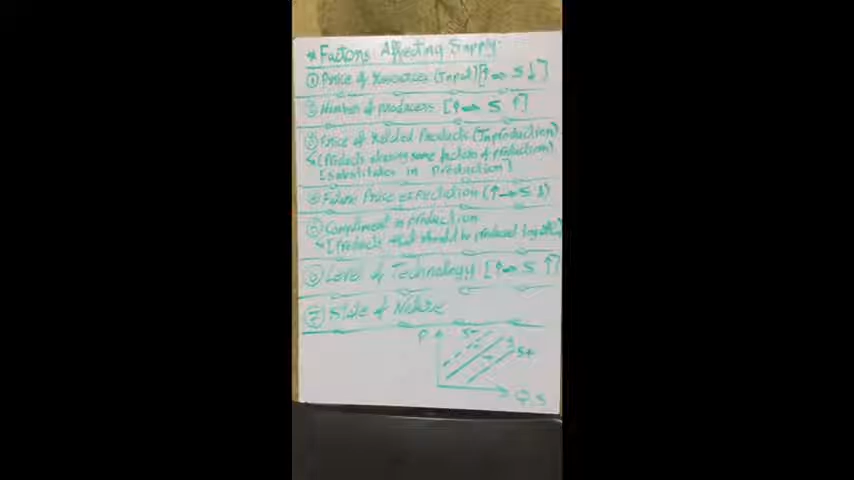 * Factors Affecting Supply:
① Price of Resources (Input) [↑ ⇒ S ↓]
② Number of producers [↑ ⇒ S ↑]
③ Price of Related Products (In production)
↳ [Products sharing same factors of production]
[Substitutes in Production]
④ Future Price expectation (↑ ⇒ S ↓)
⑤ Compliment in production
↳ [Products that should be produced together]
⑥ Level of Technology [↑ ⇒ S ↑]
⑦ State of Nature
P S- S S+
Q.S